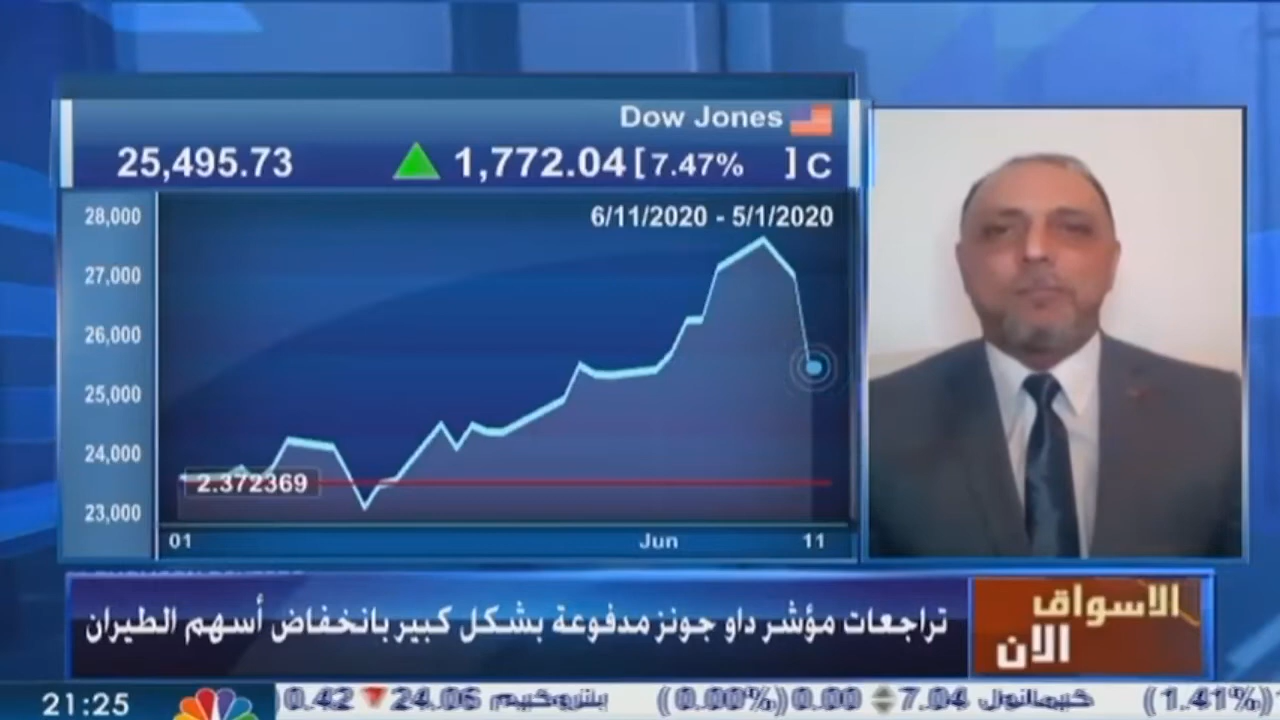 Dow Jones
25,495.73 ▲ 1,772.04 [7.47% ] C
6/11/2020 - 5/1/2020
28,000
27,000
26,000
25,000
24,000
23,000
2.372369
01 Jun 11
الاسواق
الان
تراجعات مؤشر داو جونز مدفوعة بشكل كبير بانخفاض أسهم الطيران
21:25
(1.41%) كيمانول 7.04 0.00 (0.00%) بتروكيم 24.06 ▼ 0.42